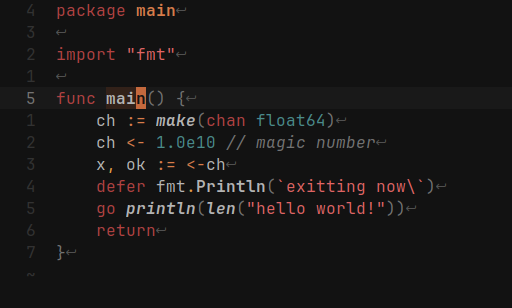 4 package main↩
3 ↩
2 import "fmt"↩
1 ↩
5 func main() {↩
1     ch := make(chan float64)↩
2     ch <- 1.0e10 // magic number↩
3     x, ok := <-ch↩
4     defer fmt.Println(`exitting now\`)↩
5     go println(len("hello world!"))↩
6     return↩
7 }↩
~